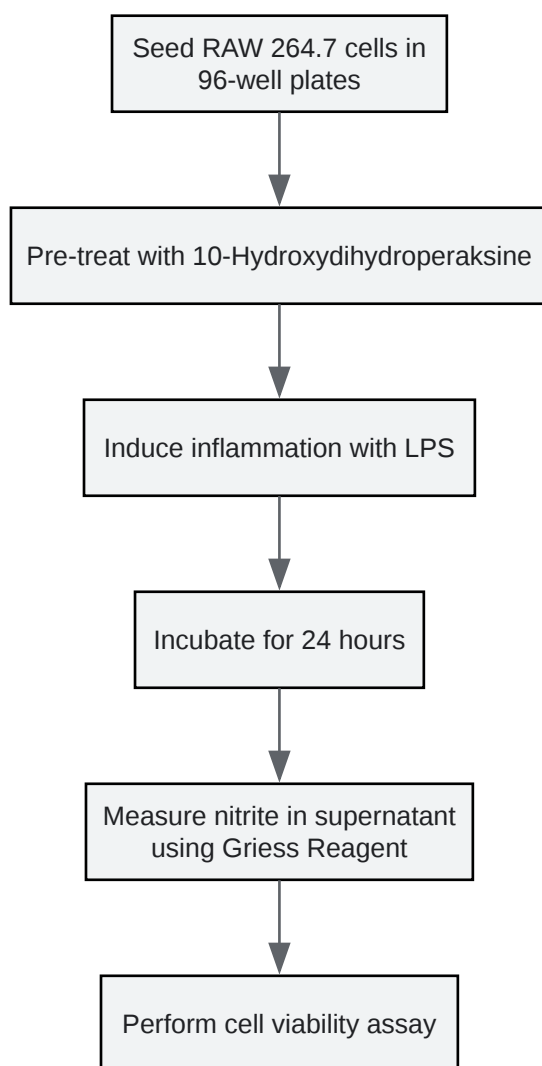 Seed RAW 264.7 cells in
96-well plates
Pre-treat with 10-Hydroxydihydroperaksine
Induce inflammation with LPS
Incubate for 24 hours
Measure nitrite in supernatant
using Griess Reagent
Perform cell viability assay